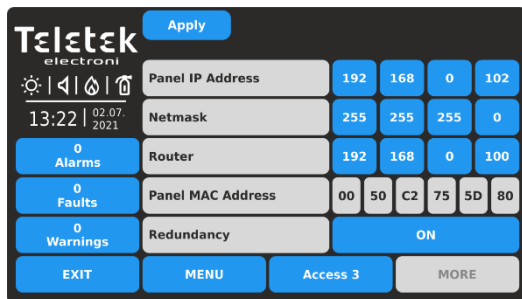 Teletek
electroni
Apply
13:22
02.07.
2021
Panel IP Address 192 168 0 102
Netmask 255 255 255 0
Router 192 168 0 100
Panel MAC Address 00 50 C2 75 5D 80
Redundancy ON
0
Alarms
0
Faults
0
Warnings
EXIT MENU Access 3 MORE